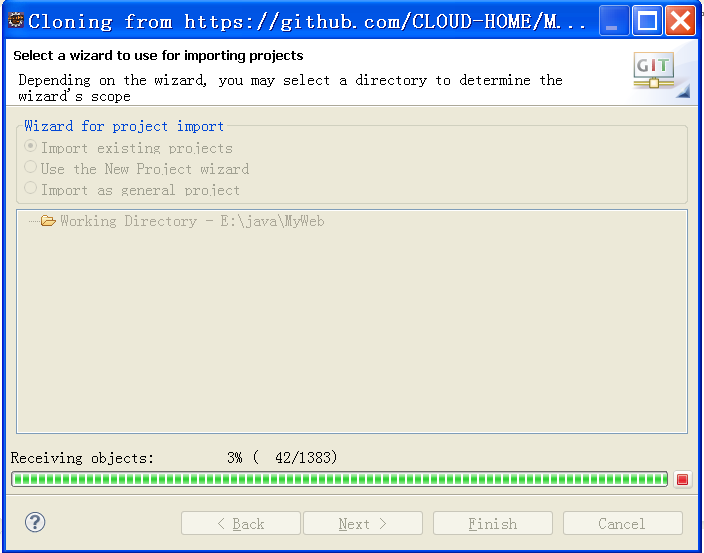 Cloning from https://github.com/CLOUD-HOME/M...
Select a wizard to use for importing projects
Depending on the wizard, you may select a directory to determine the
wizard's scope
GIT
Wizard for project import
Import existing projects
Use the New Project wizard
Import as general project
Working Directory - E:\java\MyWeb
Receiving objects: 3% ( 42/1383)
? < Back Next > Finish Cancel